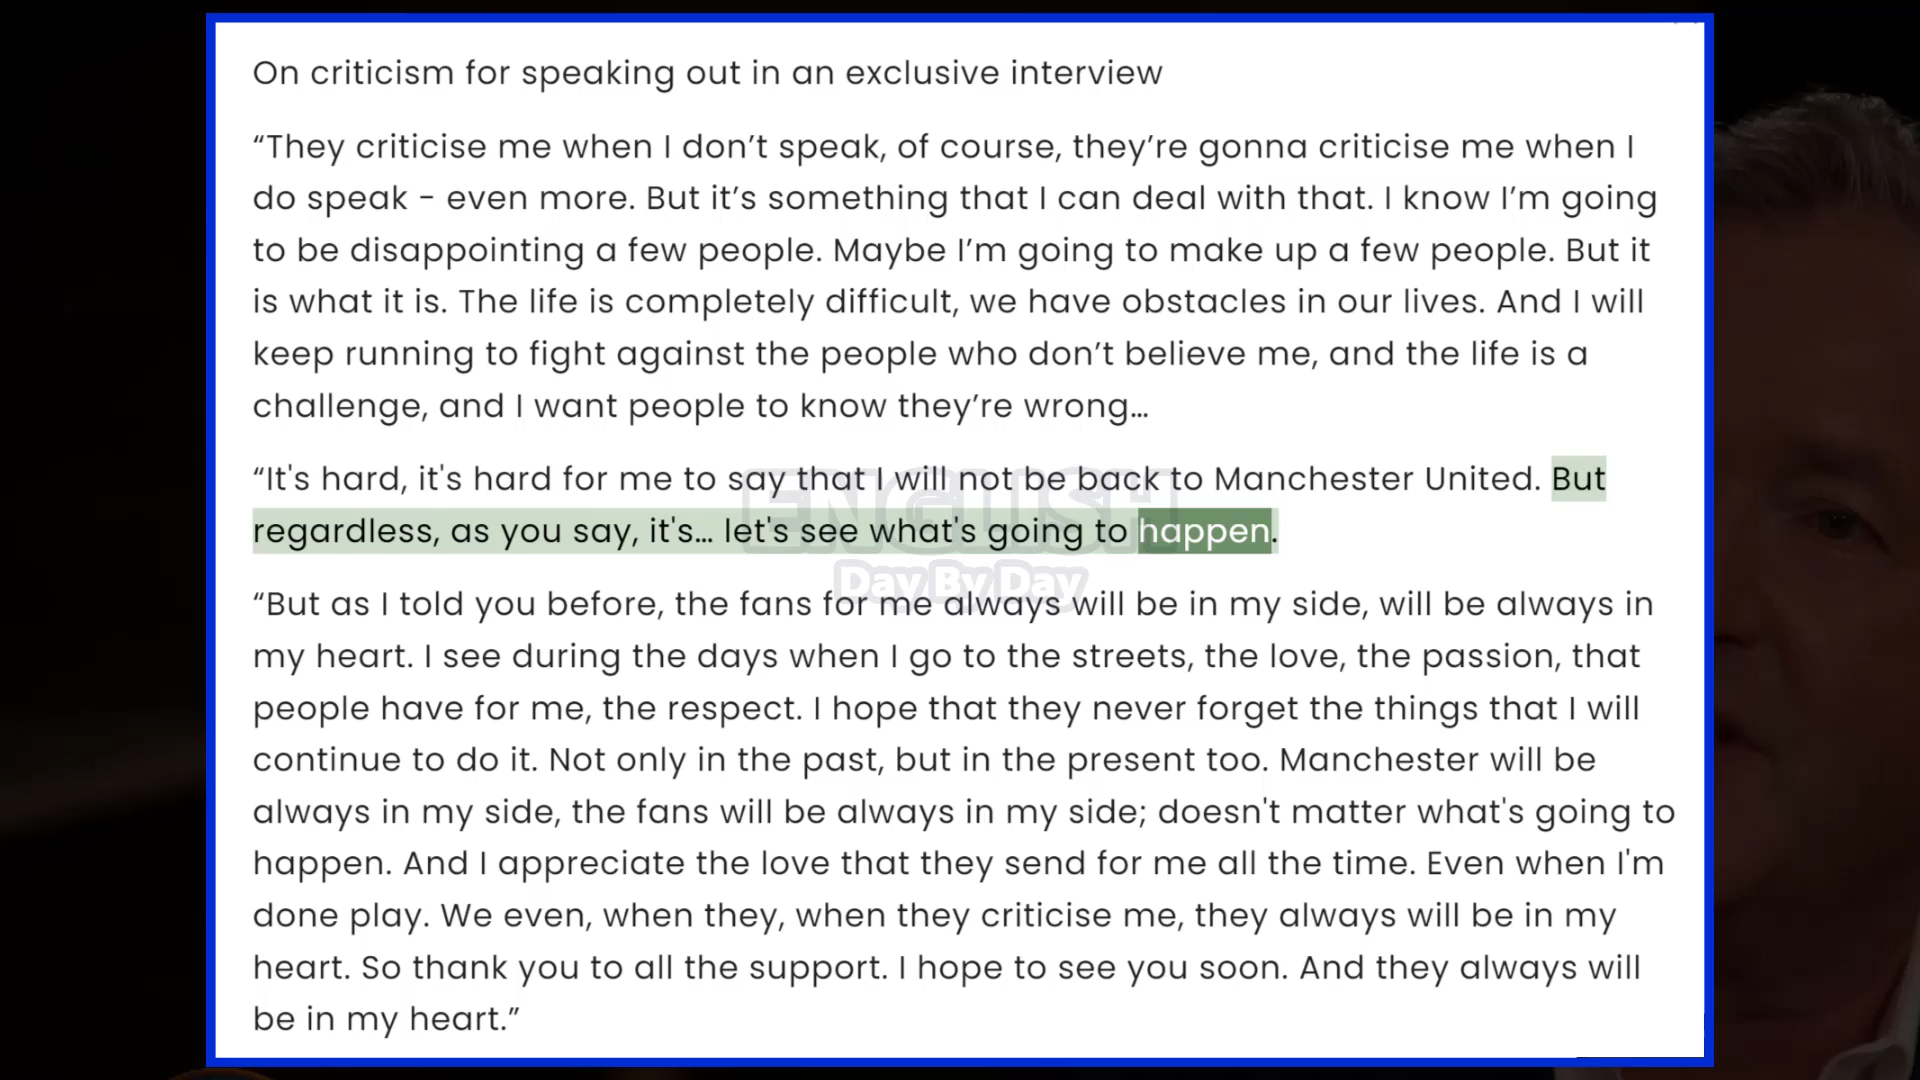 On criticism for speaking out in an exclusive interview
“They criticise me when I don’t speak, of course, they’re gonna criticise me when I
do speak - even more. But it’s something that I can deal with that. I know I’m going
to be disappointing a few people. Maybe I’m going to make up a few people. But it
is what it is. The life is completely difficult, we have obstacles in our lives. And I will
keep running to fight against the people who don’t believe me, and the life is a
challenge, and I want people to know they’re wrong…
“It's hard, it's hard for me to say that I will not be back to Manchester United. But
regardless, as you say, it's… let's see what's going to happen.
ENGLISH
Day By Day
“But as I told you before, the fans for me always will be in my side, will be always in
my heart. I see during the days when I go to the streets, the love, the passion, that
people have for me, the respect. I hope that they never forget the things that I will
continue to do it. Not only in the past, but in the present too. Manchester will be
always in my side, the fans will be always in my side; doesn't matter what's going to
happen. And I appreciate the love that they send for me all the time. Even when I'm
done play. We even, when they, when they criticise me, they always will be in my
heart. So thank you to all the support. I hope to see you soon. And they always will
be in my heart.”